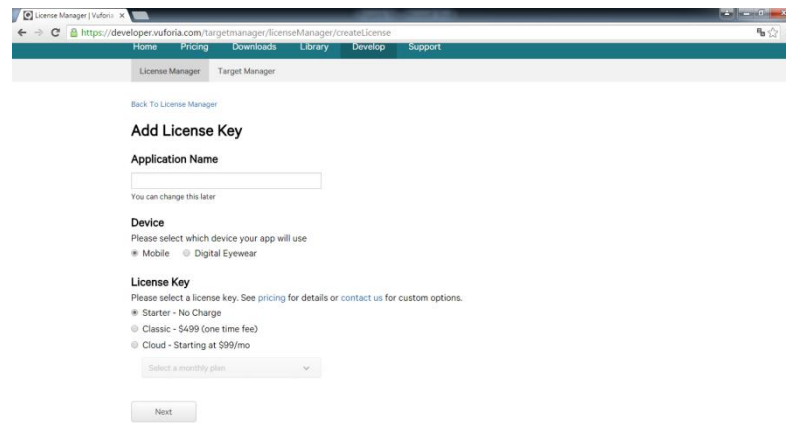 License Manager | Vuforia
https://developer.vuforia.com/targetmanager/licenseManager/createLicense
Home Pricing Downloads Library Develop Support
License Manager Target Manager
Back To License Manager
Add License Key
Application Name
You can change this later
Device
Please select which device your app will use
Mobile Digital Eyewear
License Key
Please select a license key. See pricing for details or contact us for custom options.
Starter - No Charge
Classic - $499 (one time fee)
Cloud - Starting at $99/mo
Select a monthly plan
Next